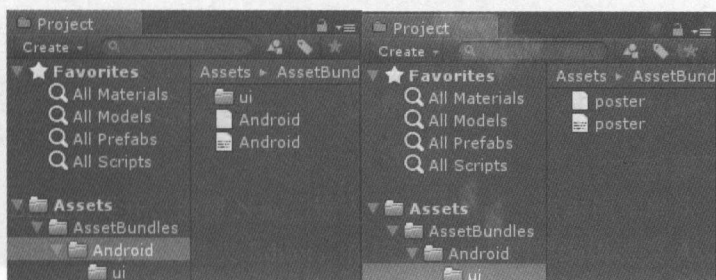 Project
Create
Favorites
All Materials
All Models
All Prefabs
All Scripts
Assets
AssetBundles
Android
ui
Assets ▸ AssetBund
ui
Android
Android
Project
Create
Favorites
All Materials
All Models
All Prefabs
All Scripts
Assets
AssetBundles
Android
ui
Assets ▸ AssetBund
poster
poster